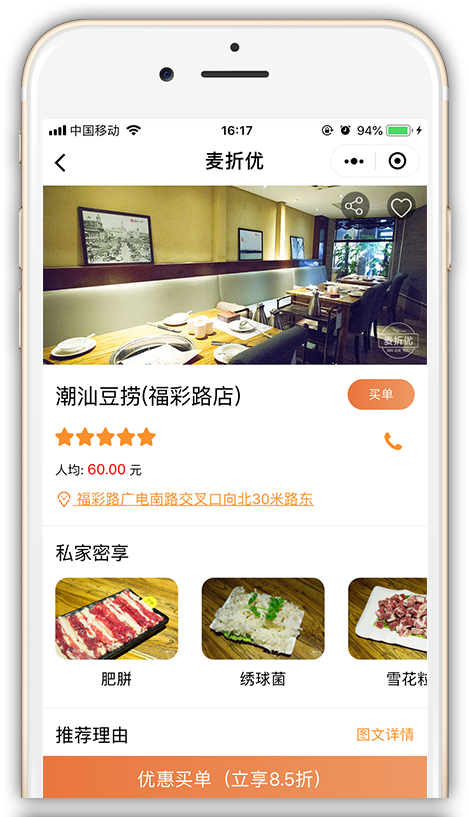 中国移动 16:17 94%
麦折优
麦折优
潮汕豆捞(福彩路店)
买单
人均: 60.00 元
福彩路广电南路交叉口向北30米路东
私家密享
肥胼 绣球菌 雪花粒
推荐理由 图文详情
优惠买单（立享8.5折）